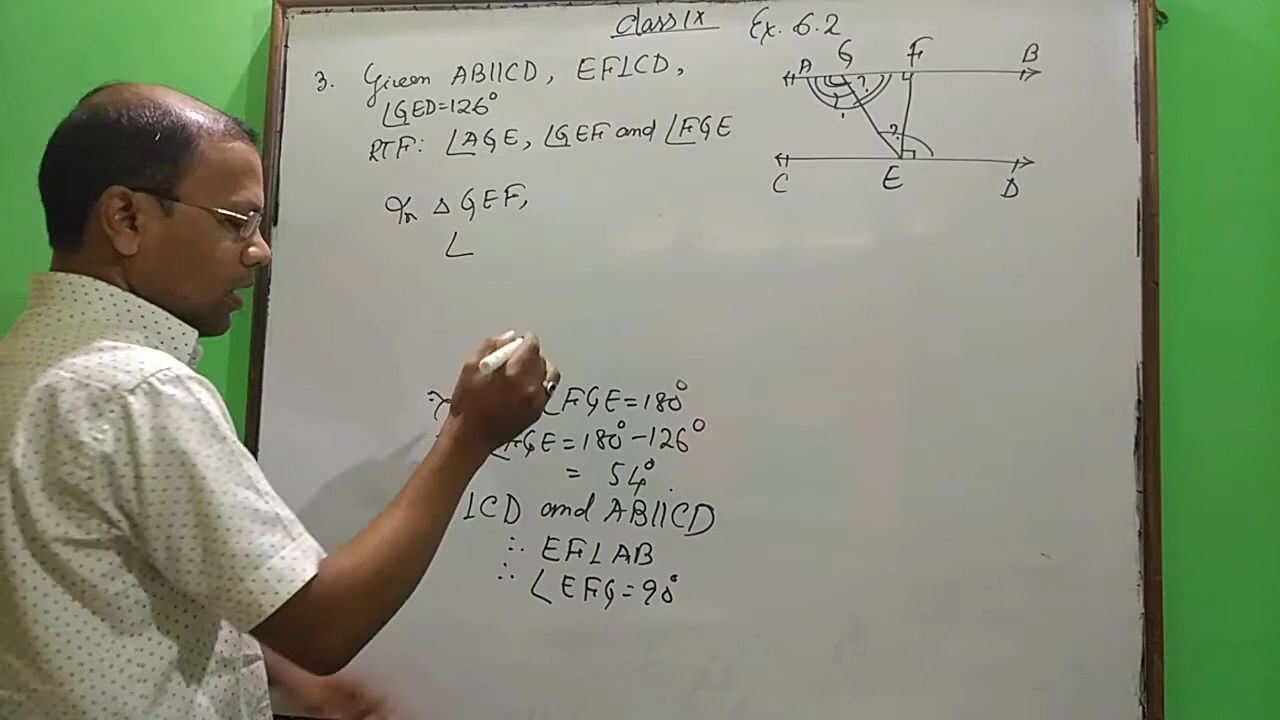 Class IX Ex. 6.2
3. Given AB||CD, EF⊥CD,
∠GED=126°
RTF: ∠AGE, ∠GEF and ∠FGE
In △GEF,
∠
A G F B
? ? ?
C E D
∠FGE=180°
FGE=180°-126°
= 54°
⊥CD and AB||CD
∴ EF⊥AB
∴ ∠EFG=90°